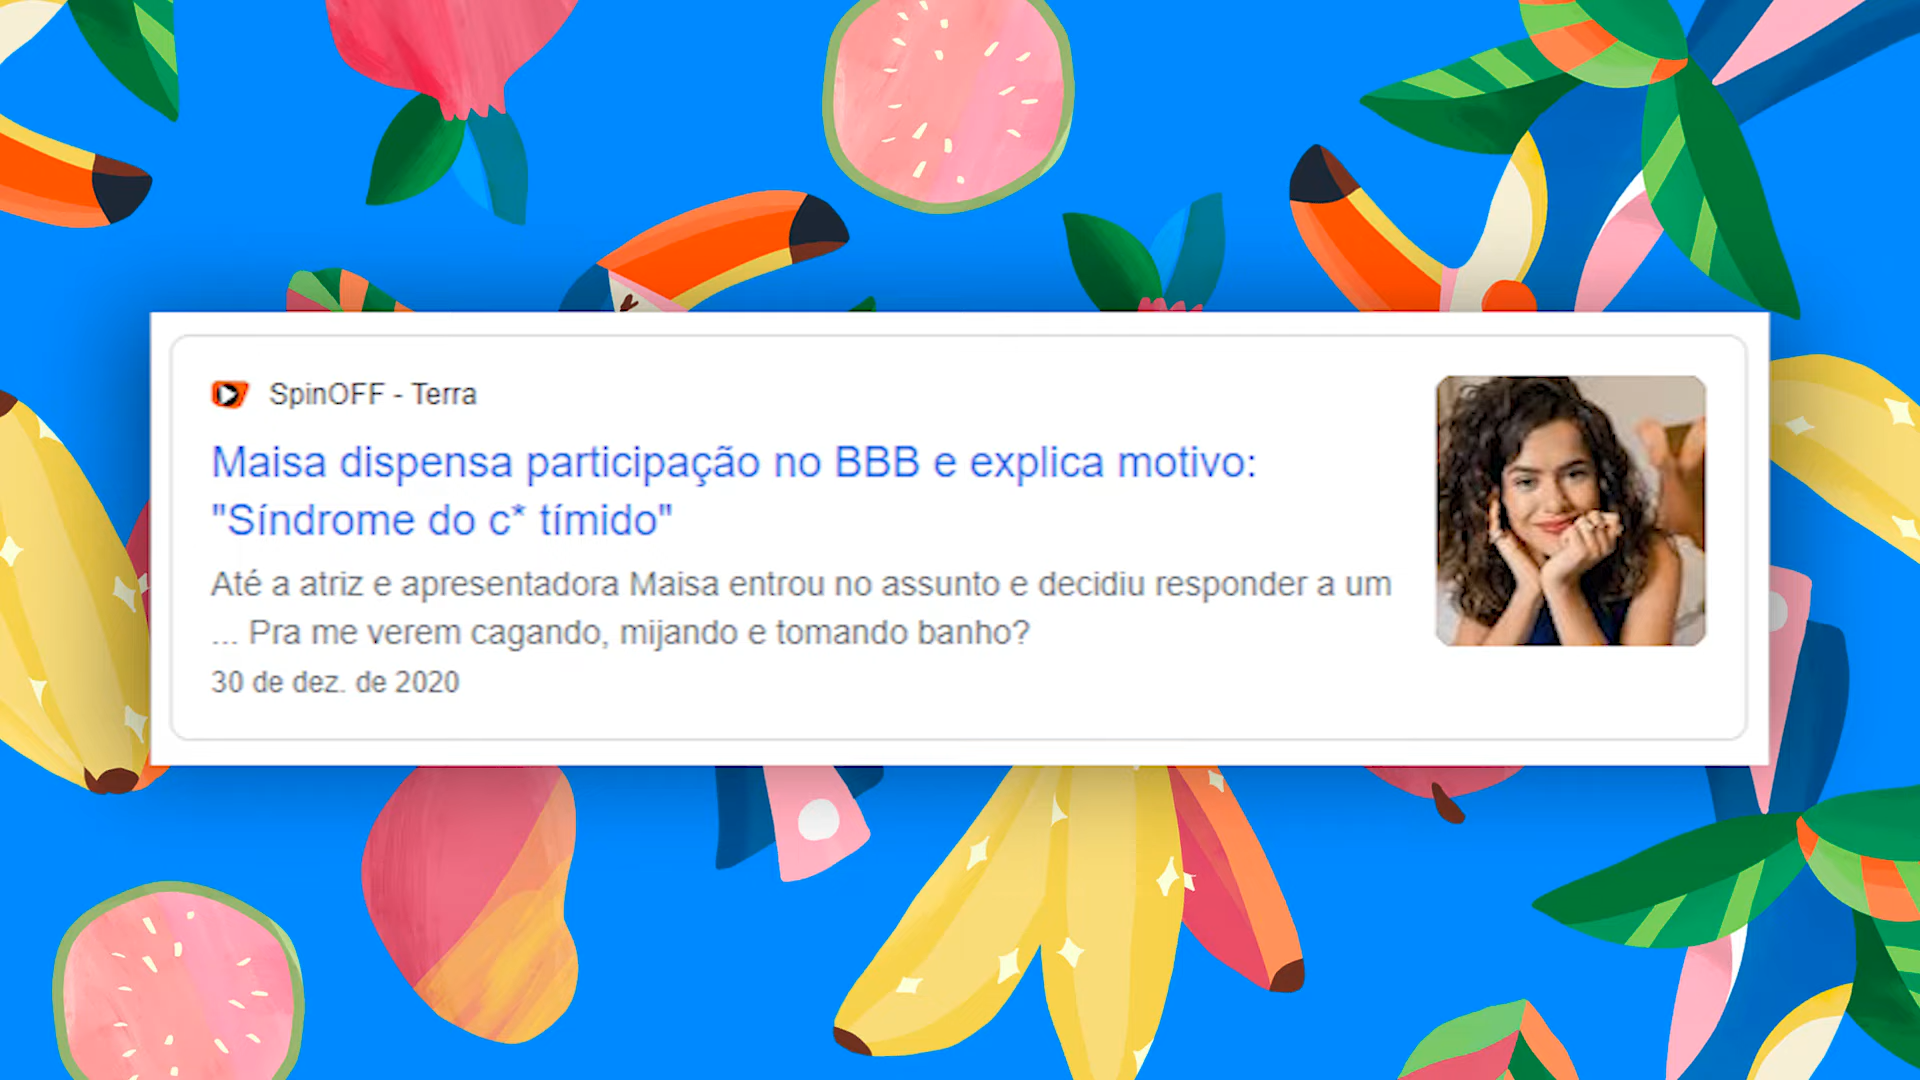 SpinOFF - Terra
Maisa dispensa participação no BBB e explica motivo:
"Síndrome do c* tímido"
Até a atriz e apresentadora Maisa entrou no assunto e decidiu responder a um
... Pra me verem cagando, mijando e tomando banho?
30 de dez. de 2020